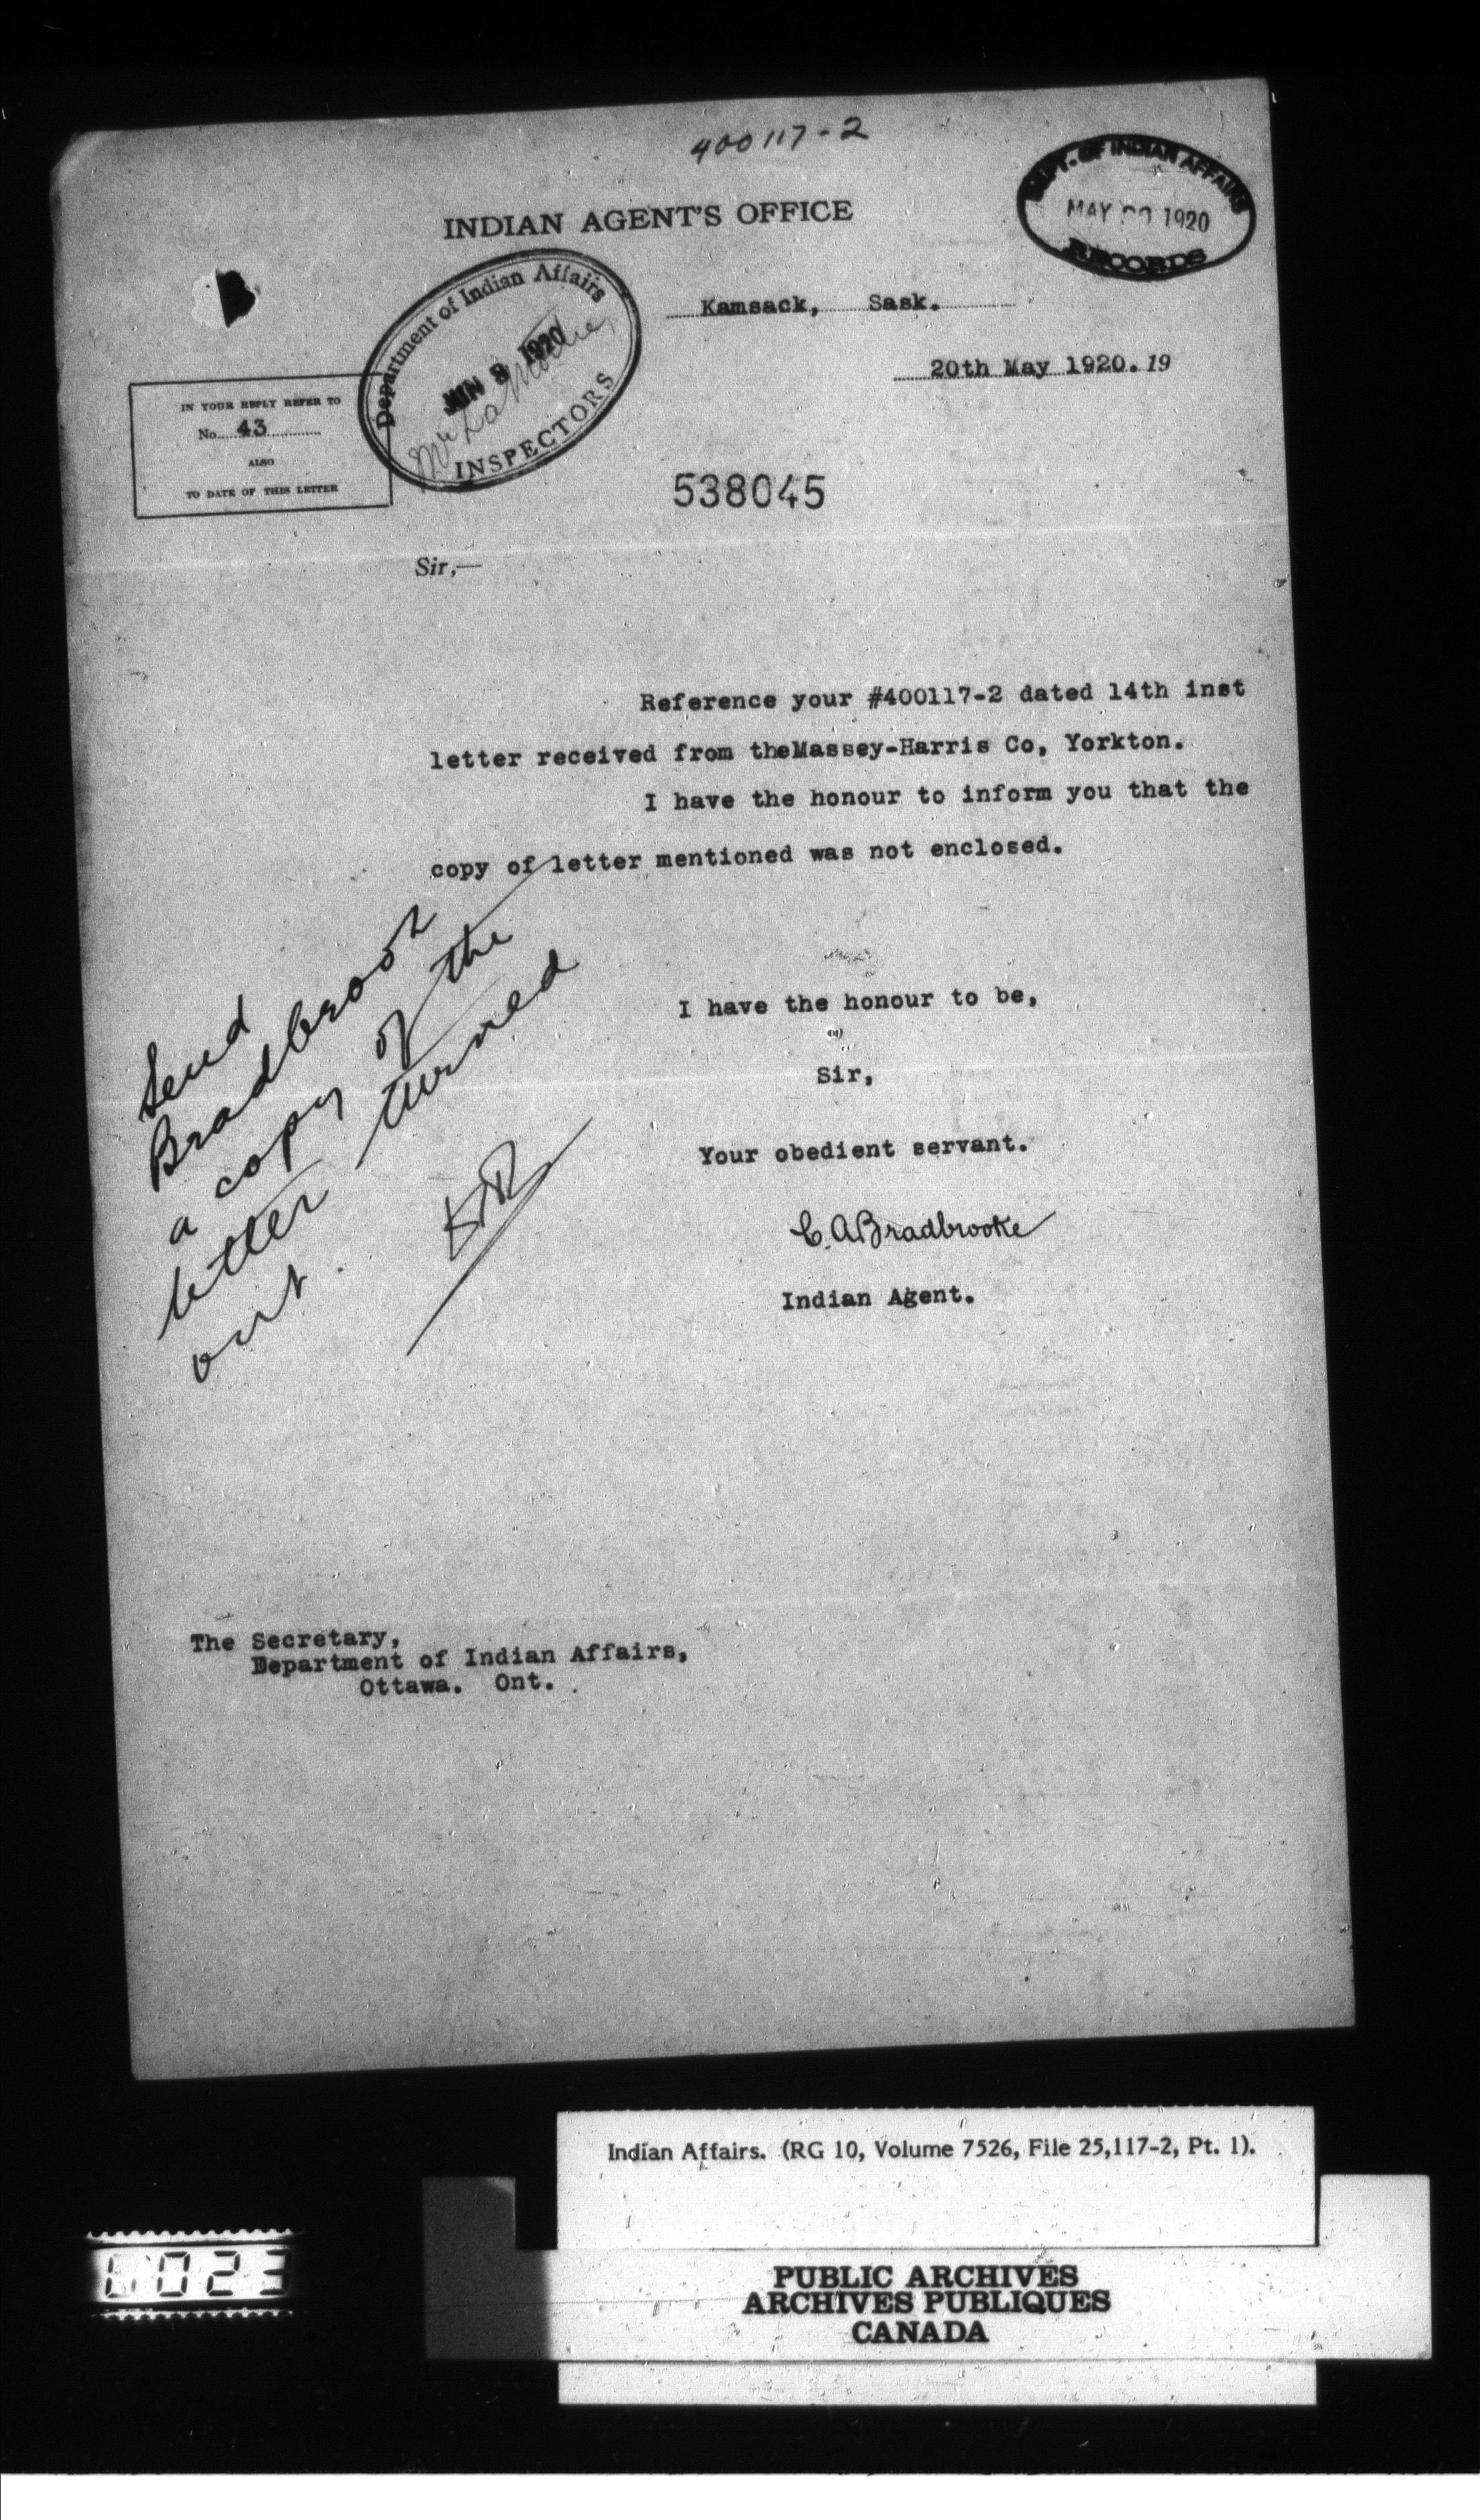 400117-2
INDIAN AGENT'S OFFICE
DEPT. OF INDIAN AFFAIRS
MAY 1920
RECORDS
Department of Indian Affairs
JUN 9 1920
Mr LaMothe,
INSPECTORS
Kamsack, Sask.
20th May 1920. 19
IN YOUR REPLY REFER TO
No. 43
ALSO
TO DATE OF THIS LETTER
538045
Sir,—
Reference your #400117-2 dated 14th inst
letter received from theMassey-Harris Co, Yorkton.
I have the honour to inform you that the
copy of letter mentioned was not enclosed.
Send
Bradbrook
a copy of the
letter turned
out.
I have the honour to be,
Sir,
Your obedient servant.
C. A Bradbrooke
Indian Agent.
The Secretary,
Department of Indian Affairs,
Ottawa. Ont.
Indian Affairs. (RG 10, Volume 7526, File 25,117-2, Pt. 1).
PUBLIC ARCHIVES
ARCHIVES PUBLIQUES
CANADA
023